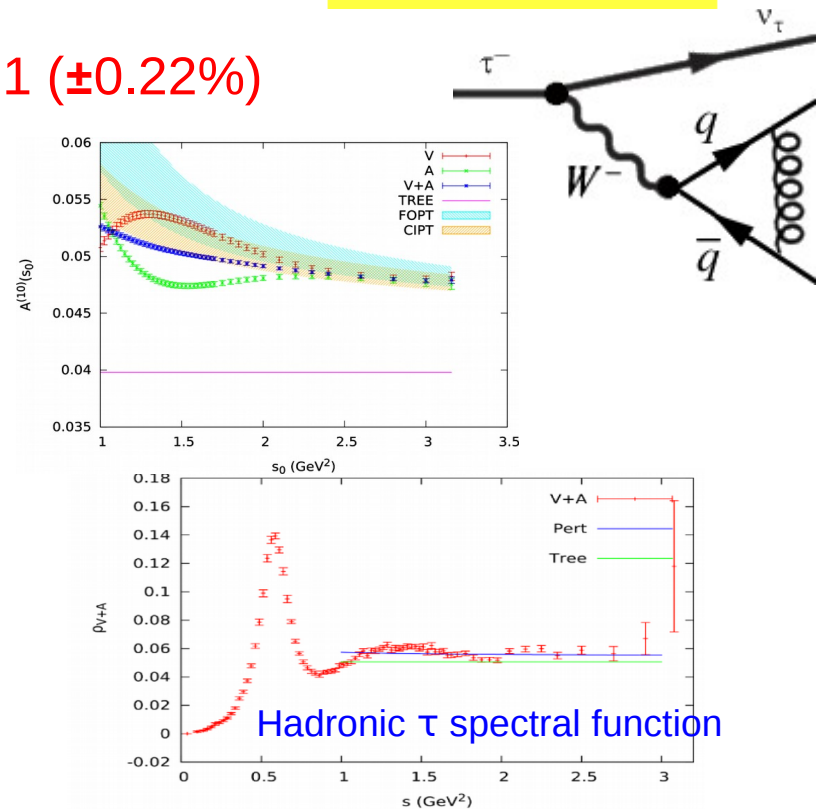 1 (±0.22%)
τ⁻
ν_τ
q
W⁻
q̅
0.06
0.055
0.05
0.045
0.04
0.035
A⁽¹⁰⁾(s₀)
V
A
V+A
TREE
FOPT
CIPT
1 1.5 2 2.5 3 3.5
s₀ (GeV²)
0.18
0.16
0.14
0.12
0.1
0.08
0.06
0.04
0.02
0
-0.02
ρ_V+A
V+A
Pert
Tree
Hadronic τ spectral function
0 0.5 1 1.5 2 2.5 3
s (GeV²)